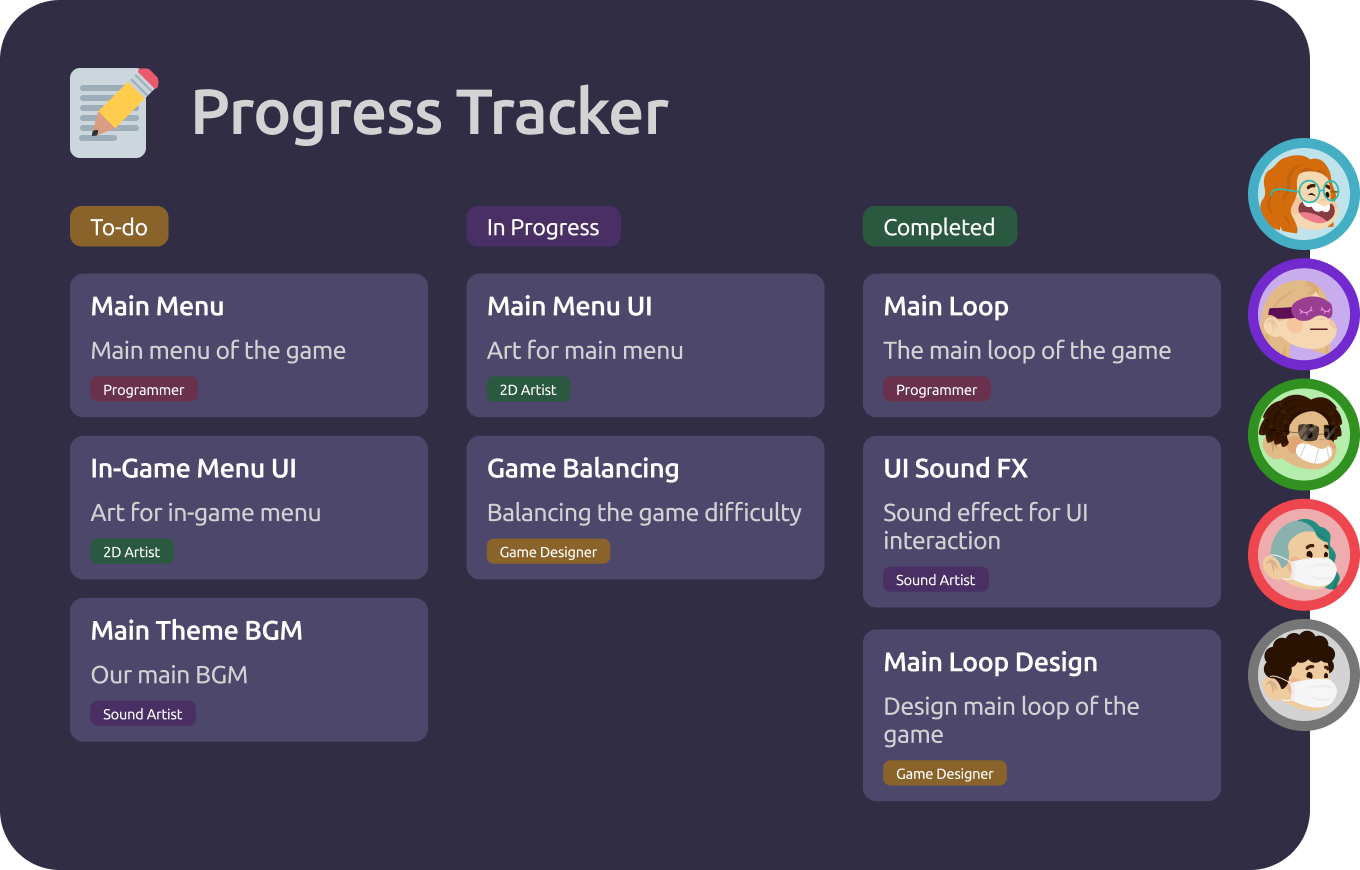 Progress Tracker
To-do
Main Menu
Main menu of the game
Programmer
In-Game Menu UI
Art for in-game menu
2D Artist
Main Theme BGM
Our main BGM
Sound Artist
In Progress
Main Menu UI
Art for main menu
2D Artist
Game Balancing
Balancing the game difficulty
Game Designer
Completed
Main Loop
The main loop of the game
Programmer
UI Sound FX
Sound effect for UI
interaction
Sound Artist
Main Loop Design
Design main loop of the
game
Game Designer